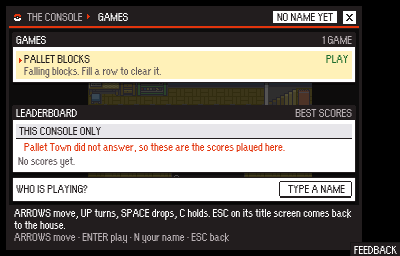 THE CONSOLE ▸ GAMES
NO NAME YET X
GAMES 1 GAME
▸PALLET BLOCKS PLAY
Falling blocks. Fill a row to clear it.
LEADERBOARD BEST SCORES
THIS CONSOLE ONLY
Pallet Town did not answer, so these are the scores played here.
No scores yet.
WHO IS PLAYING? TYPE A NAME
ARROWS move, UP turns, SPACE drops, C holds. ESC on its title screen comes back
to the house.
ARROWS move · ENTER play · N your name · ESC back
FEEDBACK